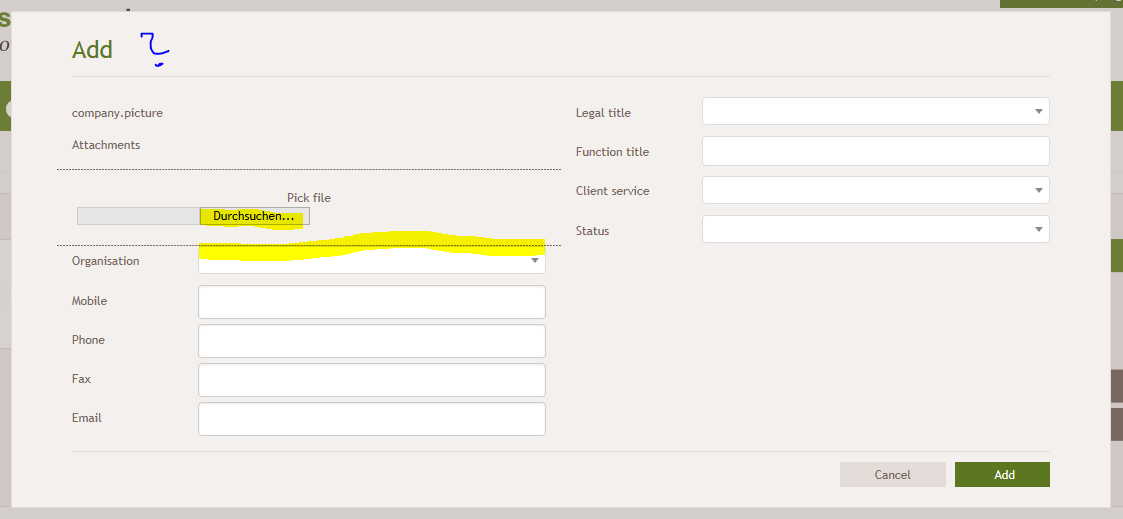 Add ?
company.picture
Attachments
Pick file
Durchsuchen...
Organisation
Mobile
Phone
Fax
Email
Legal title
Function title
Client service
Status
Cancel
Add